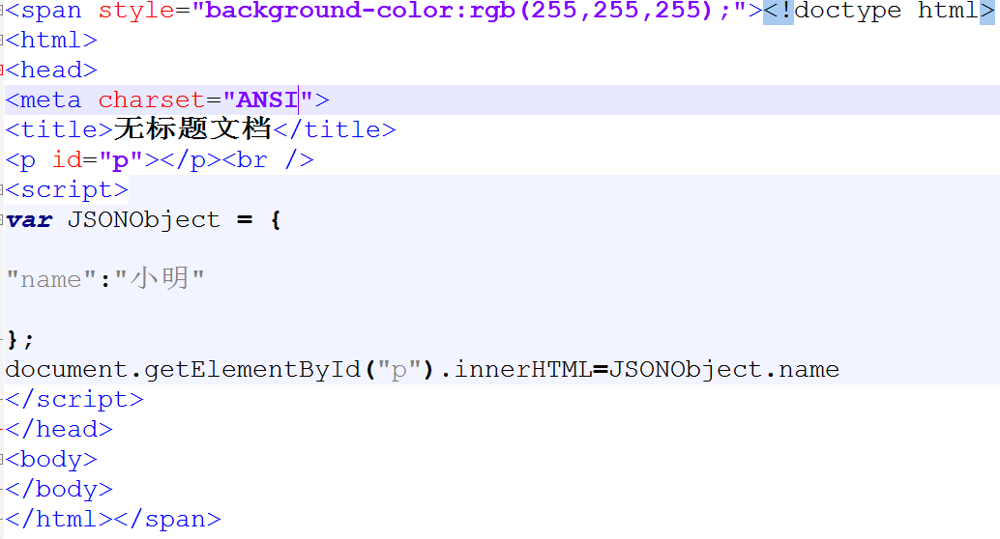 <span style="background-color:rgb(255,255,255);"><!doctype html>
<html>
<head>
<meta charset="ANSI">
<title>无标题文档</title>
<p id="p"></p><br />
<script>
var JSONObject = {
"name":"小明"
};
document.getElementById("p").innerHTML=JSONObject.name
</script>
</head>
<body>
</body>
</html></span>